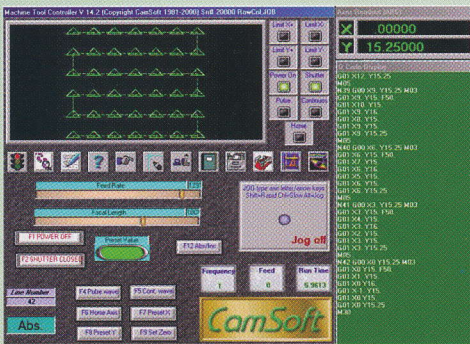 Machine Tool Controller V 14.2 (Copyright CamSoft 1981-2000) Sn# 20000 RowCol.JOB
Limit X+
Limit X-
Limit Y+
Limit Y-
Power On
Shutter
Pulse
Continuous
Home
Feed Rate
Focal Length
F1 POWER OFF
F2 SHUTTER CLOSED
Preset Value
F12 Abs/Inc
Shift=Rapid Ctrl=Slow Alt=Jog
Jog off
Line Number
42
Abs.
F4 Pulse wave
F5 Cont. wave
F6 Home Axis
F7 Preset X
F8 Preset Y
F9 Set Zero
Frequency
1
Feed
0
Run Time
6.9613
CamSoft
X .00000
Y 15.25000
G01 X12. Y15.25
M05
N39 G00 X9. Y15.25 M03
G01 X9. Y15. F50.
G01 X10. Y15.
G01 X9. Y16.
G01 X8. Y15.
G01 X9. Y15.
G01 X9. Y15.25
M05
N40 G00 X6. Y15.25 M03
G01 X6. Y15. F50.
G01 X7. Y15.
G01 X6. Y16.
G01 X5. Y15.
G01 X6. Y15.
G01 X6. Y15.25
M05
N41 G00 X3. Y15.25 M03
G01 X3. Y15. F50.
G01 X4. Y15.
G01 X3. Y16.
G01 X2. Y15.
G01 X3. Y15.
G01 X3. Y15.25
M05
N42 G00 X0 Y15.25 M03
G01 X0 Y15. F50.
G01 X1. Y15.
G01 X0 Y16.
G01 X-1. Y15.
G01 X0 Y15.
G01 X0 Y15.25
M30